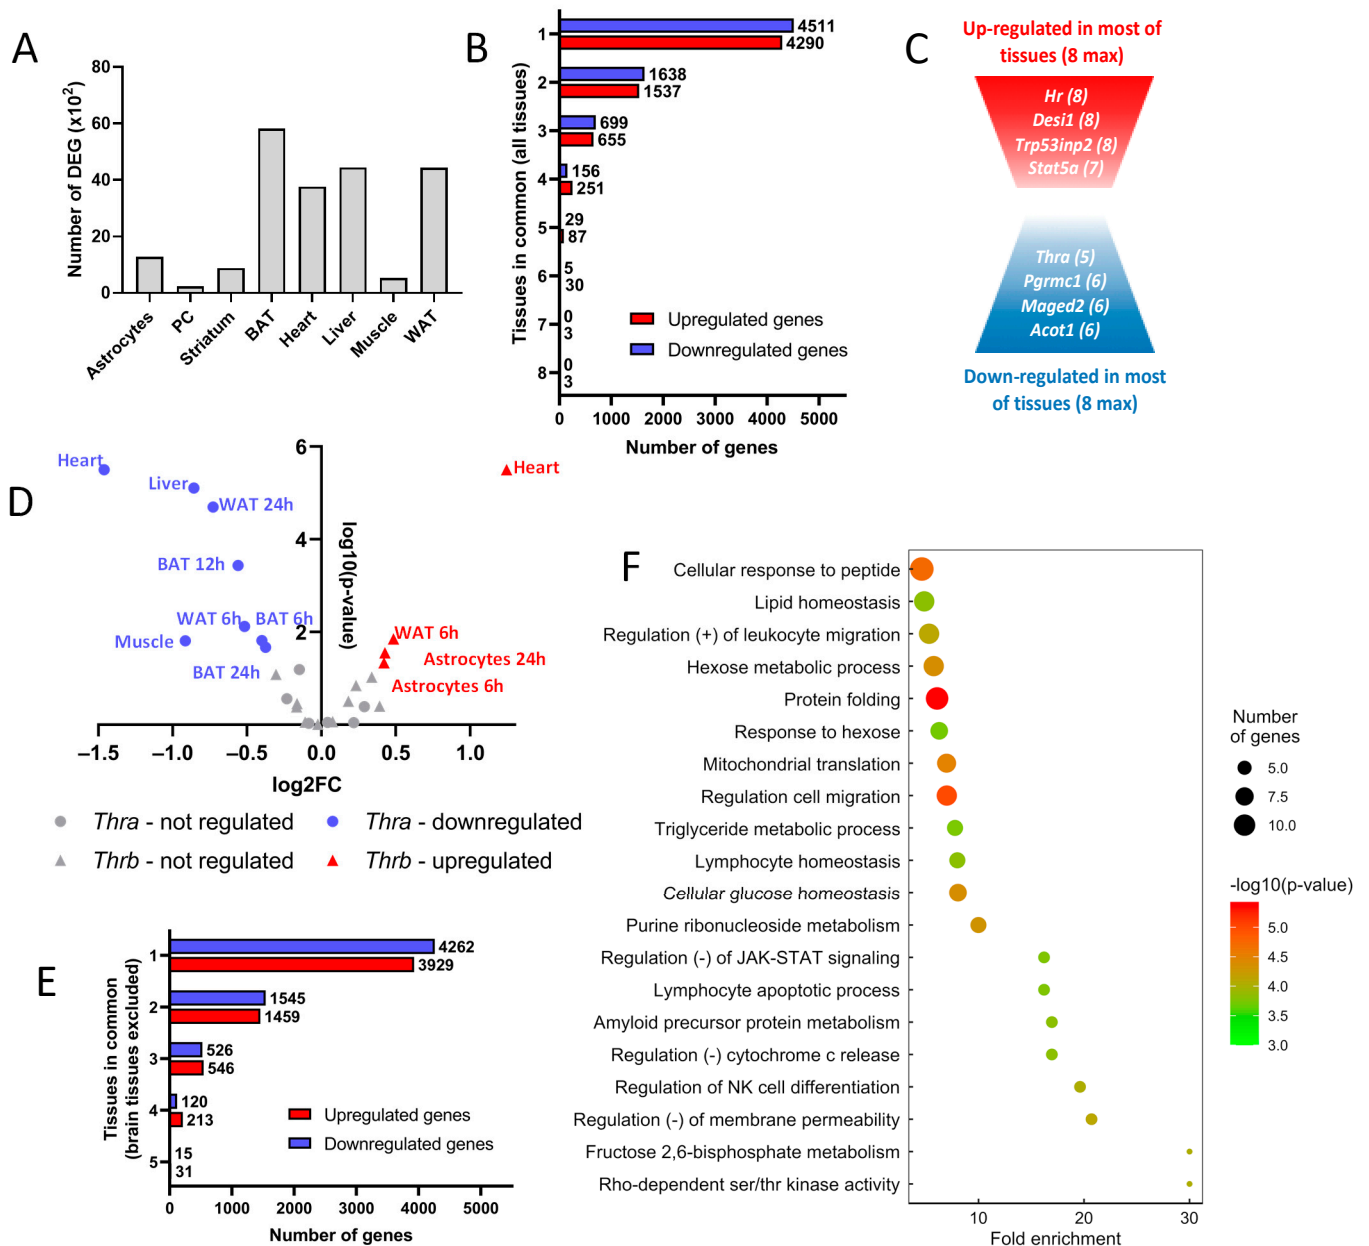 A
80
60
40
20
0
Number of DEG (x10²)
Astrocytes
PC
Striatum
BAT
Heart
Liver
Muscle
WAT
B
Tissues in common (all tissues)
1
4511
4290
2
1638
1537
3
699
655
4
156
251
5
29
87
6
5
30
7
0
3
8
0
3
Upregulated genes
Downregulated genes
0 1000 2000 3000 4000 5000
Number of genes
C
Up-regulated in most of
tissues (8 max)
Hr (8)
Desi1 (8)
Trp53inp2 (8)
Stat5a (7)
Thra (5)
Pgrmc1 (6)
Maged2 (6)
Acot1 (6)
Down-regulated in most
of tissues (8 max)
D
6
4
2
log10(p-value)
Heart
Liver
WAT 24h
BAT 12h
WAT 6h
BAT 6h
Muscle
BAT 24h
Heart
WAT 6h
Astrocytes 24h
Astrocytes 6h
−1.5 −1.0 −0.5 0.0 0.5 1.0
log2FC
Thra - not regulated
Thra - downregulated
Thrb - not regulated
Thrb - upregulated
E
Tissues in common
(brain tissues excluded)
1
4262
3929
2
1545
1459
3
526
546
4
120
213
5
15
31
Upregulated genes
Downregulated genes
0 1000 2000 3000 4000 5000
Number of genes
F
Cellular response to peptide
Lipid homeostasis
Regulation (+) of leukocyte migration
Hexose metabolic process
Protein folding
Response to hexose
Mitochondrial translation
Regulation cell migration
Triglyceride metabolic process
Lymphocyte homeostasis
Cellular glucose homeostasis
Purine ribonucleoside metabolism
Regulation (-) of JAK-STAT signaling
Lymphocyte apoptotic process
Amyloid precursor protein metabolism
Regulation (-) cytochrome c release
Regulation of NK cell differentiation
Regulation (-) of membrane permeability
Fructose 2,6-bisphosphate metabolism
Rho-dependent ser/thr kinase activity
10 20 30
Fold enrichment
Number
of genes
5.0
7.5
10.0
-log10(p-value)
5.0
4.5
4.0
3.5
3.0